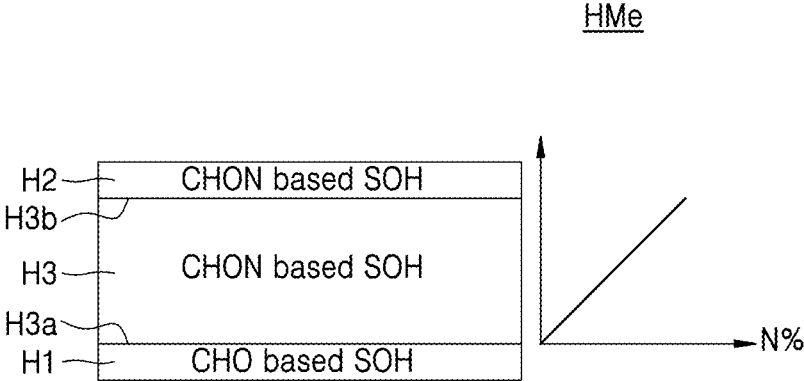 HMe
H2
CHON based SOH
H3b
H3
CHON based SOH
H3a
H1
CHO based SOH
N%